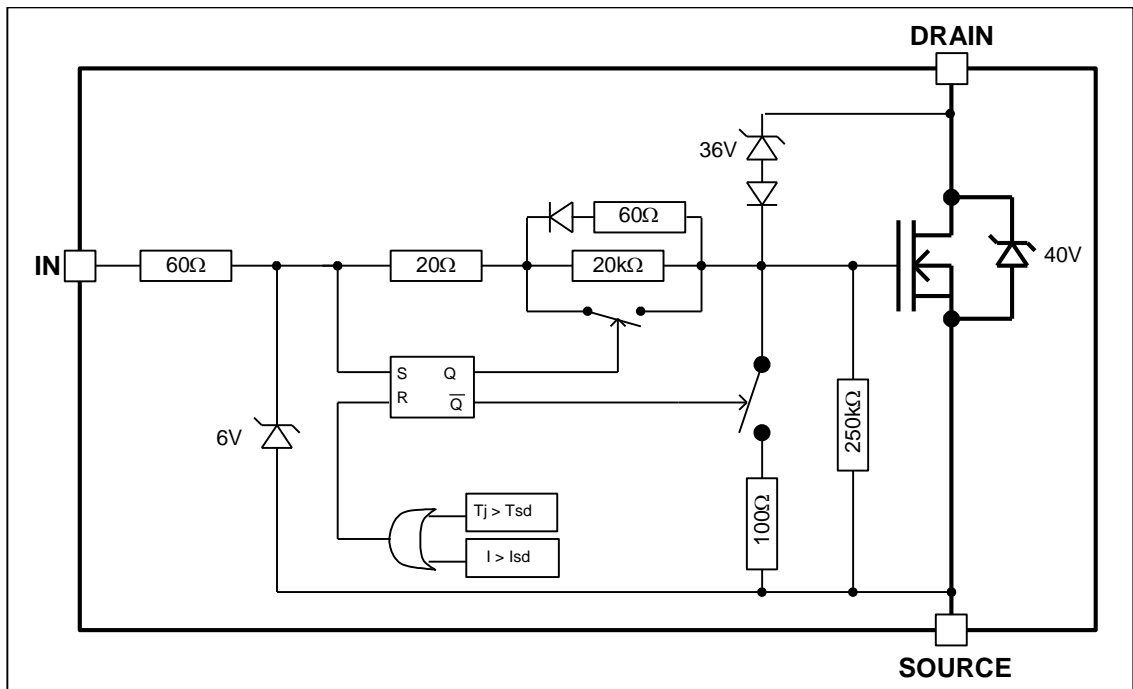 DRAIN
36V
60Ω
40V
IN
60Ω
20Ω
20kΩ
S Q
R Q̅
6V
250kΩ
Tj > Tsd
I > Isd
100Ω
SOURCE